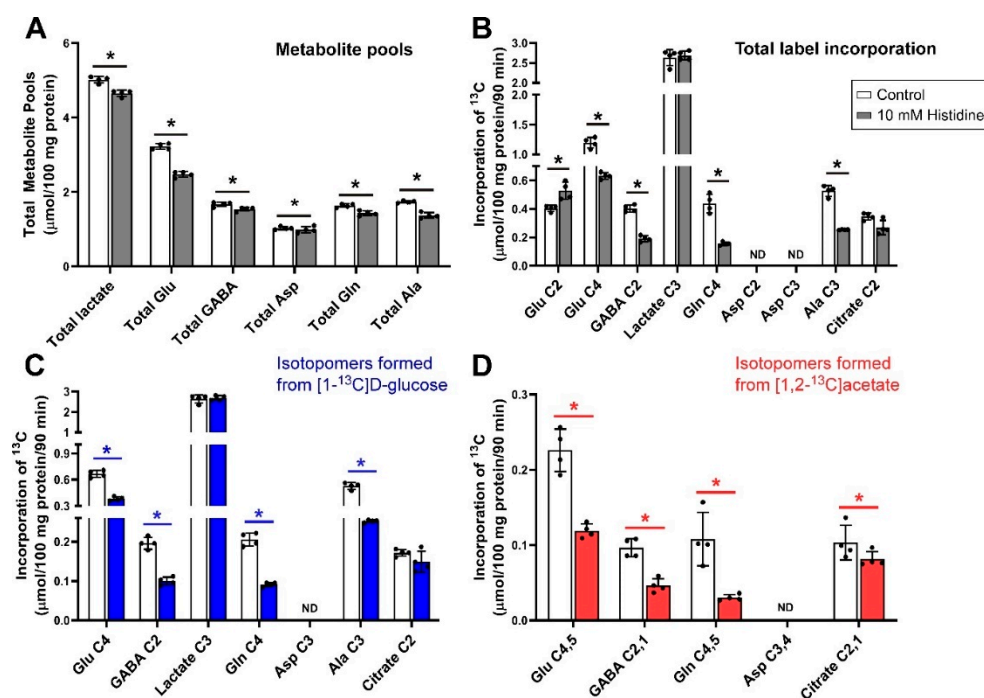 A
Metabolite pools
Total Metabolite Pools
(μmol/100 mg protein)
6
4
2
0
*
*
*
*
*
*
Total lactate
Total Glu
Total GABA
Total Asp
Total Gln
Total Ala
B
Total label incorporation
Control
10 mM Histidine
Incorporation of ¹³C
(μmol/100 mg protein/90 min)
3.0
2.5
2.0
1.5
1.0
0.6
0.4
0.2
0.0
*
*
*
*
ND
ND
*
Glu C2
Glu C4
GABA C2
Lactate C3
Gln C4
Asp C2
Asp C3
Ala C3
Citrate C2
C
Isotopomers formed
from [1-¹³C]D-glucose
Incorporation of ¹³C
(μmol/100 mg protein/90 min)
3
2
1
0.9
0.6
0.3
0.2
0.1
0.0
*
*
*
ND
*
Glu C4
GABA C2
Lactate C3
Gln C4
Asp C3
Ala C3
Citrate C2
D
Isotopomers formed
from [1,2-¹³C]acetate
Incorporation of ¹³C
(μmol/100 mg protein/90 min)
0.3
0.2
0.1
0.0
*
*
*
ND
*
Glu C4,5
GABA C2,1
Gln C4,5
Asp C3,4
Citrate C2,1